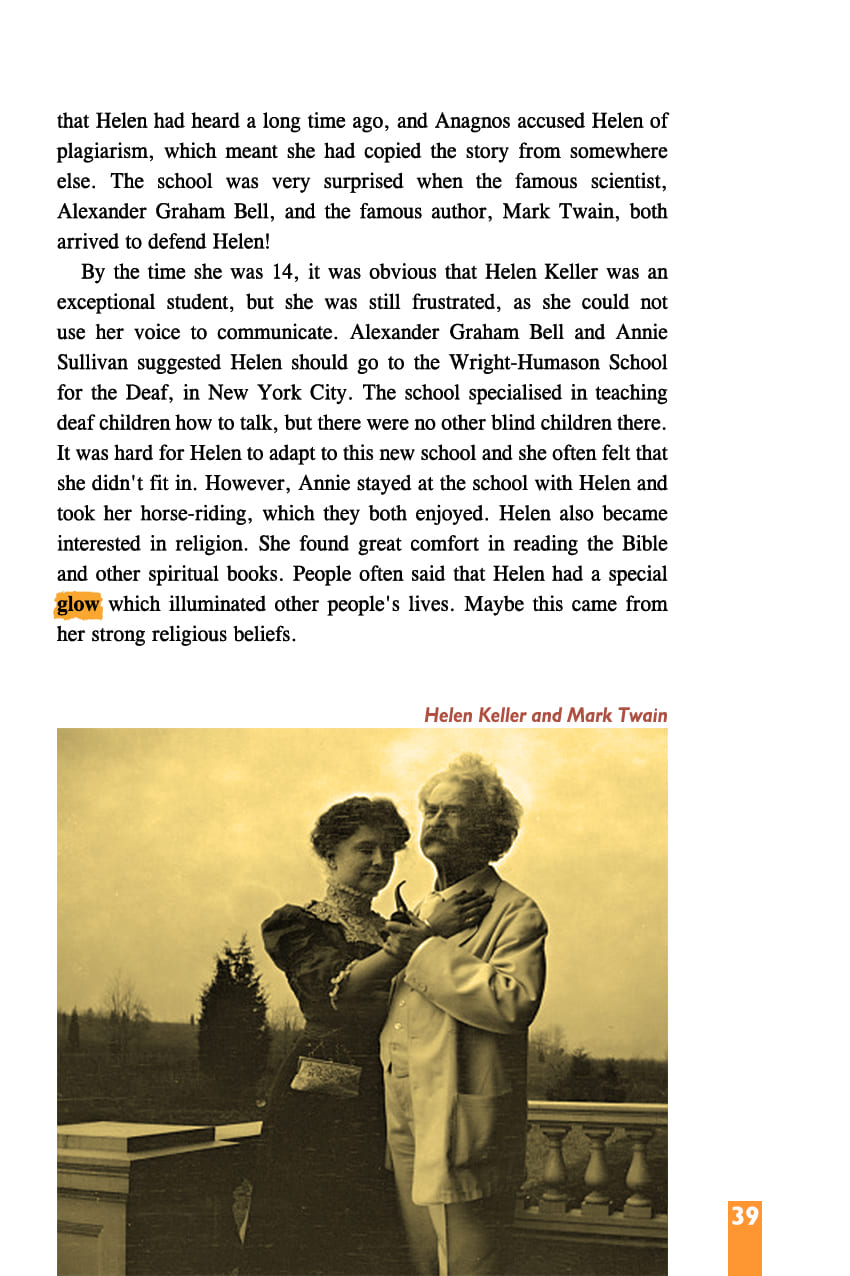 that Helen had heard a long time ago, and Anagnos accused Helen of
plagiarism, which meant she had copied the story from somewhere
else. The school was very surprised when the famous scientist,
Alexander Graham Bell, and the famous author, Mark Twain, both
arrived to defend Helen!
By the time she was 14, it was obvious that Helen Keller was an
exceptional student, but she was still frustrated, as she could not
use her voice to communicate. Alexander Graham Bell and Annie
Sullivan suggested Helen should go to the Wright-Humason School
for the Deaf, in New York City. The school specialised in teaching
deaf children how to talk, but there were no other blind children there.
It was hard for Helen to adapt to this new school and she often felt that
she didn't fit in. However, Annie stayed at the school with Helen and
took her horse-riding, which they both enjoyed. Helen also became
interested in religion. She found great comfort in reading the Bible
and other spiritual books. People often said that Helen had a special
glow which illuminated other people's lives. Maybe this came from
her strong religious beliefs.
Helen Keller and Mark Twain
39